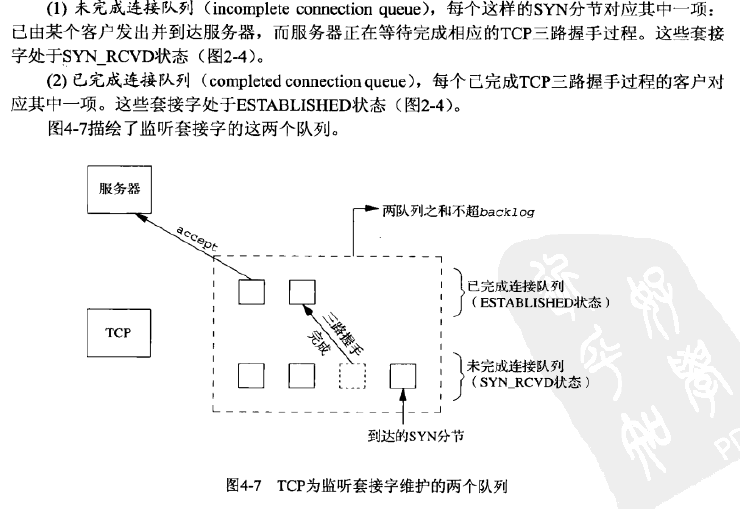 (1) 未完成连接队列（incomplete connection queue），每个这样的SYN分节对应其中一项：
已由某个客户发出并到达服务器，而服务器正在等待完成相应的TCP三路握手过程。这些套接
字处于SYN_RCVD状态（图2-4）。
(2) 已完成连接队列（completed connection queue），每个已完成TCP三路握手过程的客户对
应其中一项。这些套接字处于ESTABLISHED状态（图2-4）。
图4-7描绘了监听套接字的这两个队列。
服务器
两队列之和不超backlog
accept
已完成连接队列
（ESTABLISHED状态）
TCP
三路握手
完成
未完成连接队列
（SYN_RCVD状态）
到达的SYN分节
图4-7 TCP为监听套接字维护的两个队列